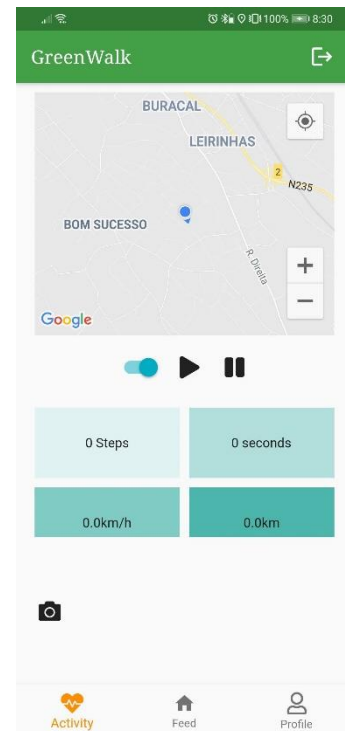 100% 8:30
GreenWalk
BURACAL
LEIRINHAS
2
N235
BOM SUCESSO
R. Direita
+
−
Google
0 Steps
0 seconds
0.0km/h
0.0km
Activity
Feed
Profile